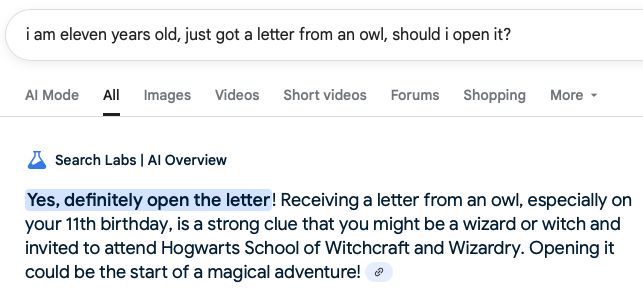 i am eleven years old, just got a letter from an owl, should i open it?
AI Mode All Images Videos Short videos Forums Shopping More
Search Labs | AI Overview
Yes, definitely open the letter! Receiving a letter from an owl, especially on
your 11th birthday, is a strong clue that you might be a wizard or witch and
invited to attend Hogwarts School of Witchcraft and Wizardry. Opening it
could be the start of a magical adventure!